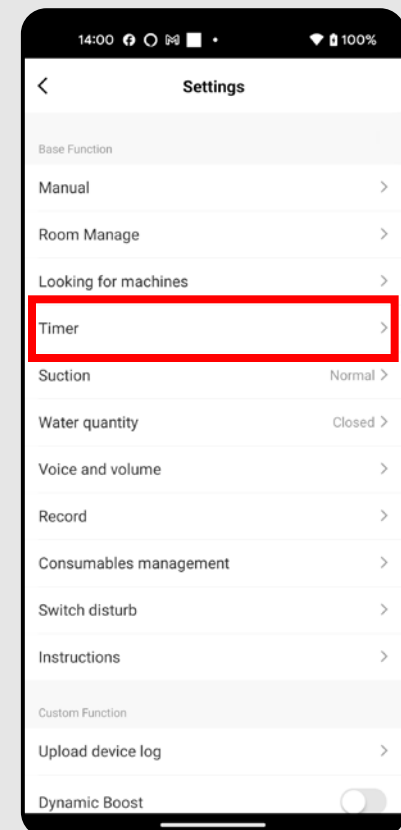 14:00 100%
Settings
Base Function
Manual
Room Manage
Looking for machines
Timer
Suction Normal
Water quantity Closed
Voice and volume
Record
Consumables management
Switch disturb
Instructions
Custom Function
Upload device log
Dynamic Boost